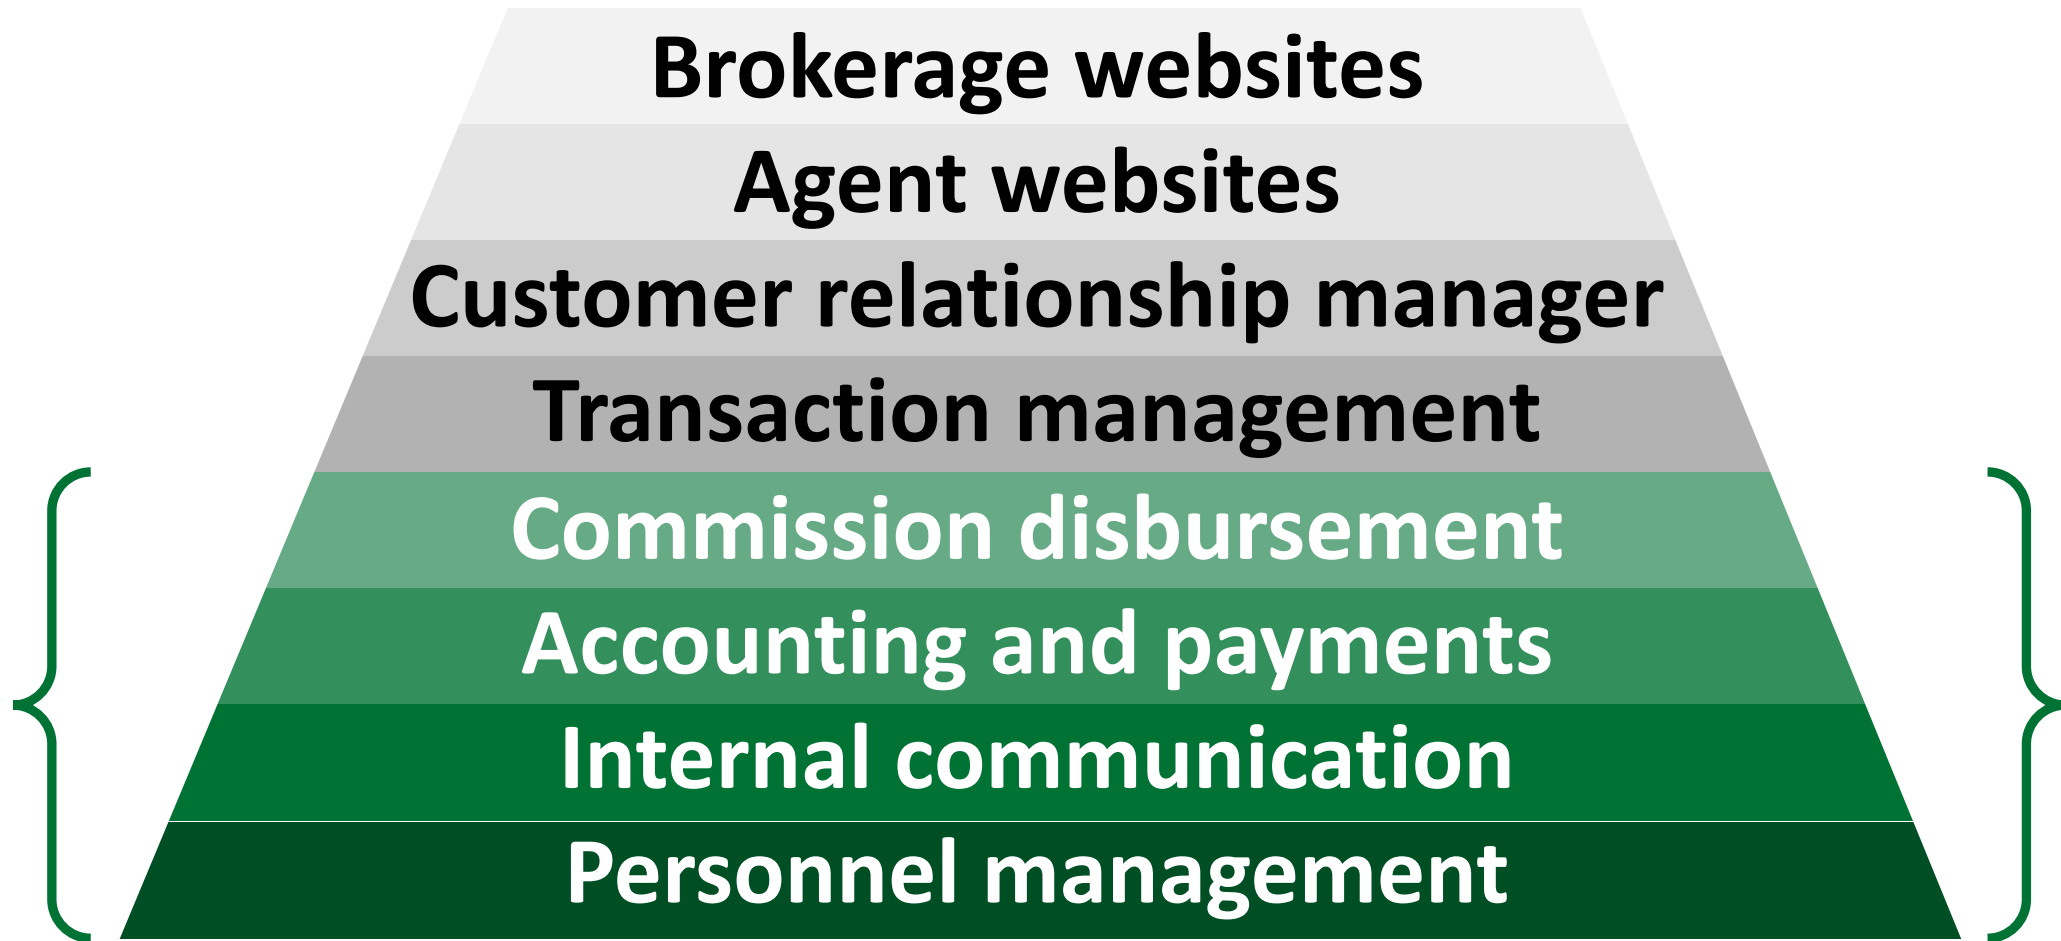 Brokerage websites
Agent websites
Customer relationship manager
Transaction management
Commission disbursement
Accounting and payments
Internal communication
Personnel management